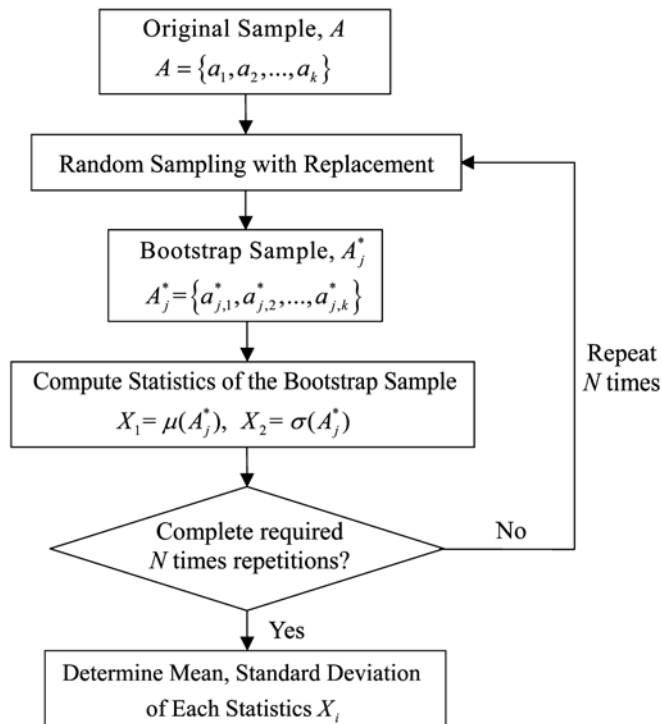 Original Sample, A
A = {a₁, a₂, ..., aₖ}
Random Sampling with Replacement
Bootstrap Sample, A*ⱼ
A*ⱼ = {a*ⱼ,₁, a*ⱼ,₂, ..., a*ⱼ,ₖ}
Compute Statistics of the Bootstrap Sample
X₁ = μ(A*ⱼ), X₂ = σ(A*ⱼ)
Complete required
N times repetitions?
No
Repeat
N times
Yes
Determine Mean, Standard Deviation
of Each Statistics Xᵢ